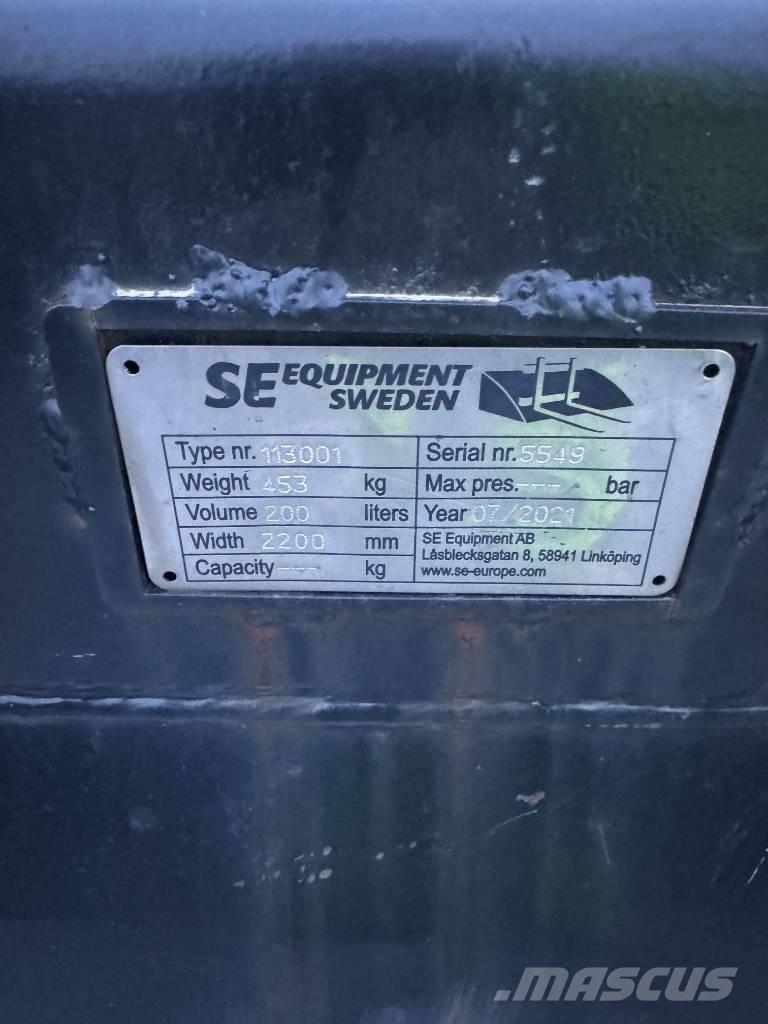 SE EQUIPMENT SWEDEN
Type nr. 113001 Serial nr. 5549
Weight 453 kg Max pres. --- bar
Volume 200 liters Year 07/2021
Width 2200 mm SE Equipment AB
Låsblecksgatan 8, 58941 Linköping
Capacity --- kg www.se-europe.com
MASCUS